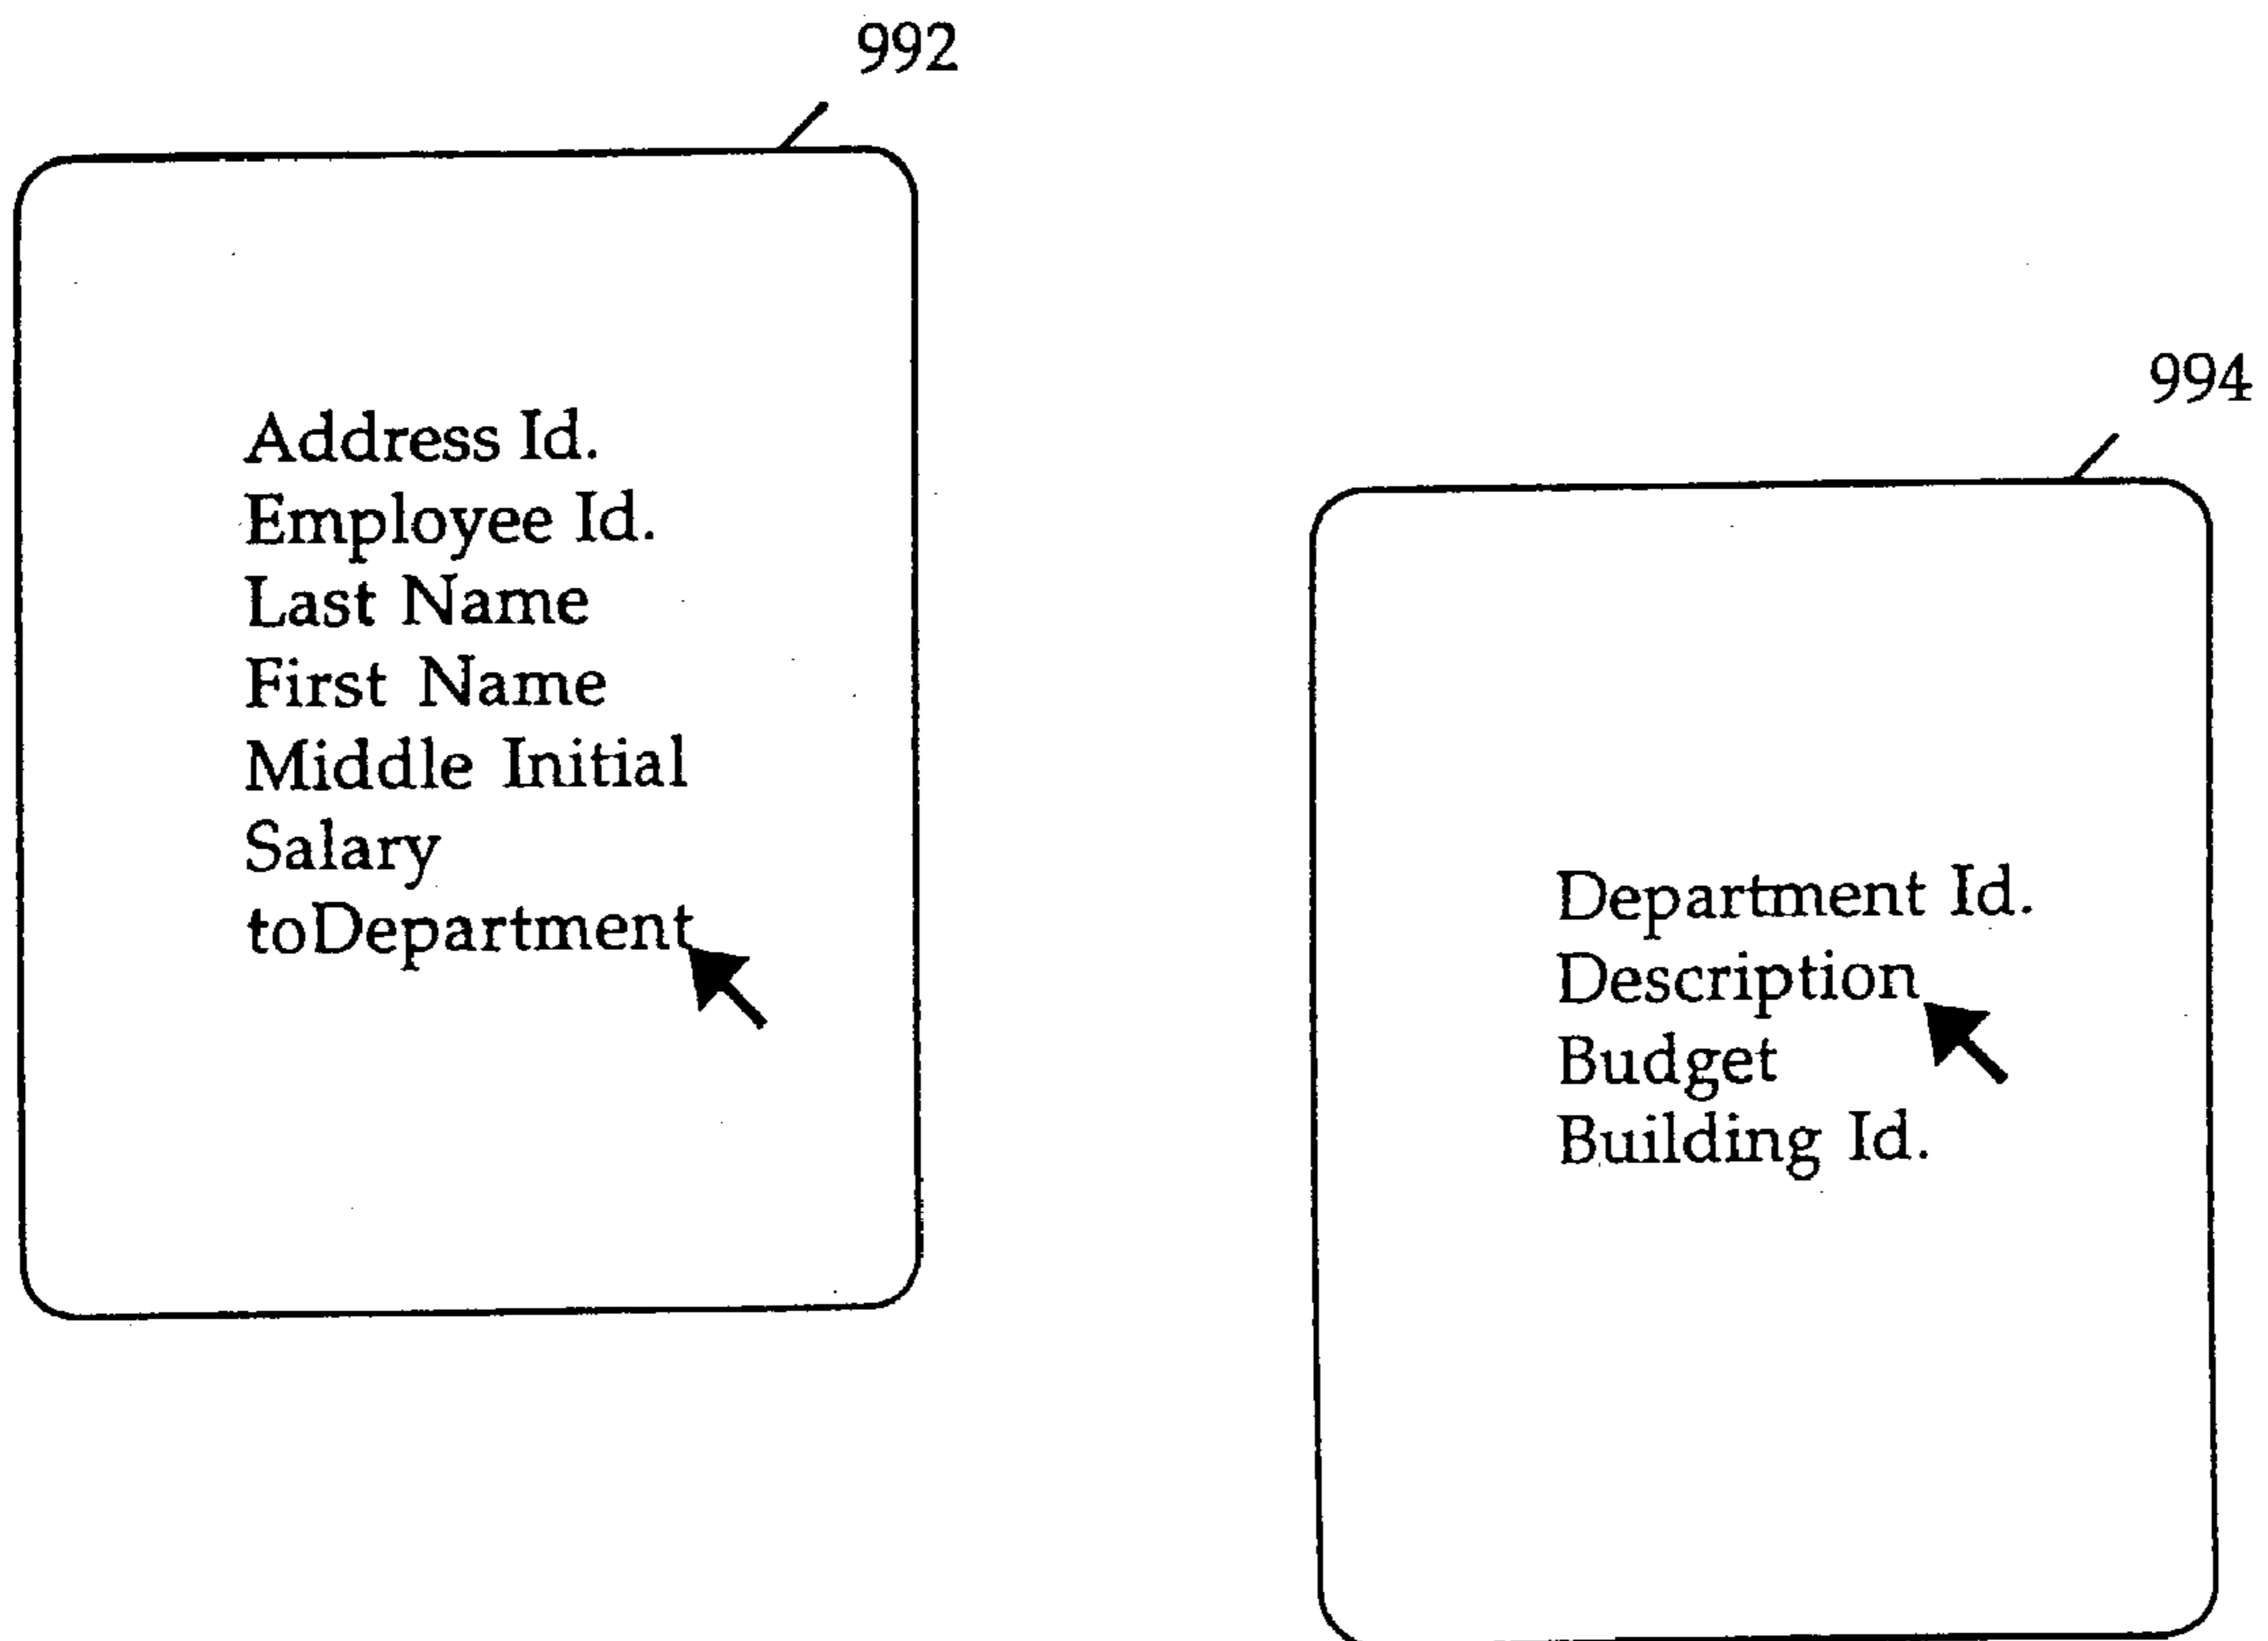 992
Address Id.
Employee Id.
Last Name
First Name
Middle Initial
Salary
toDepartment
994
Department Id.
Description
Budget
Building Id.